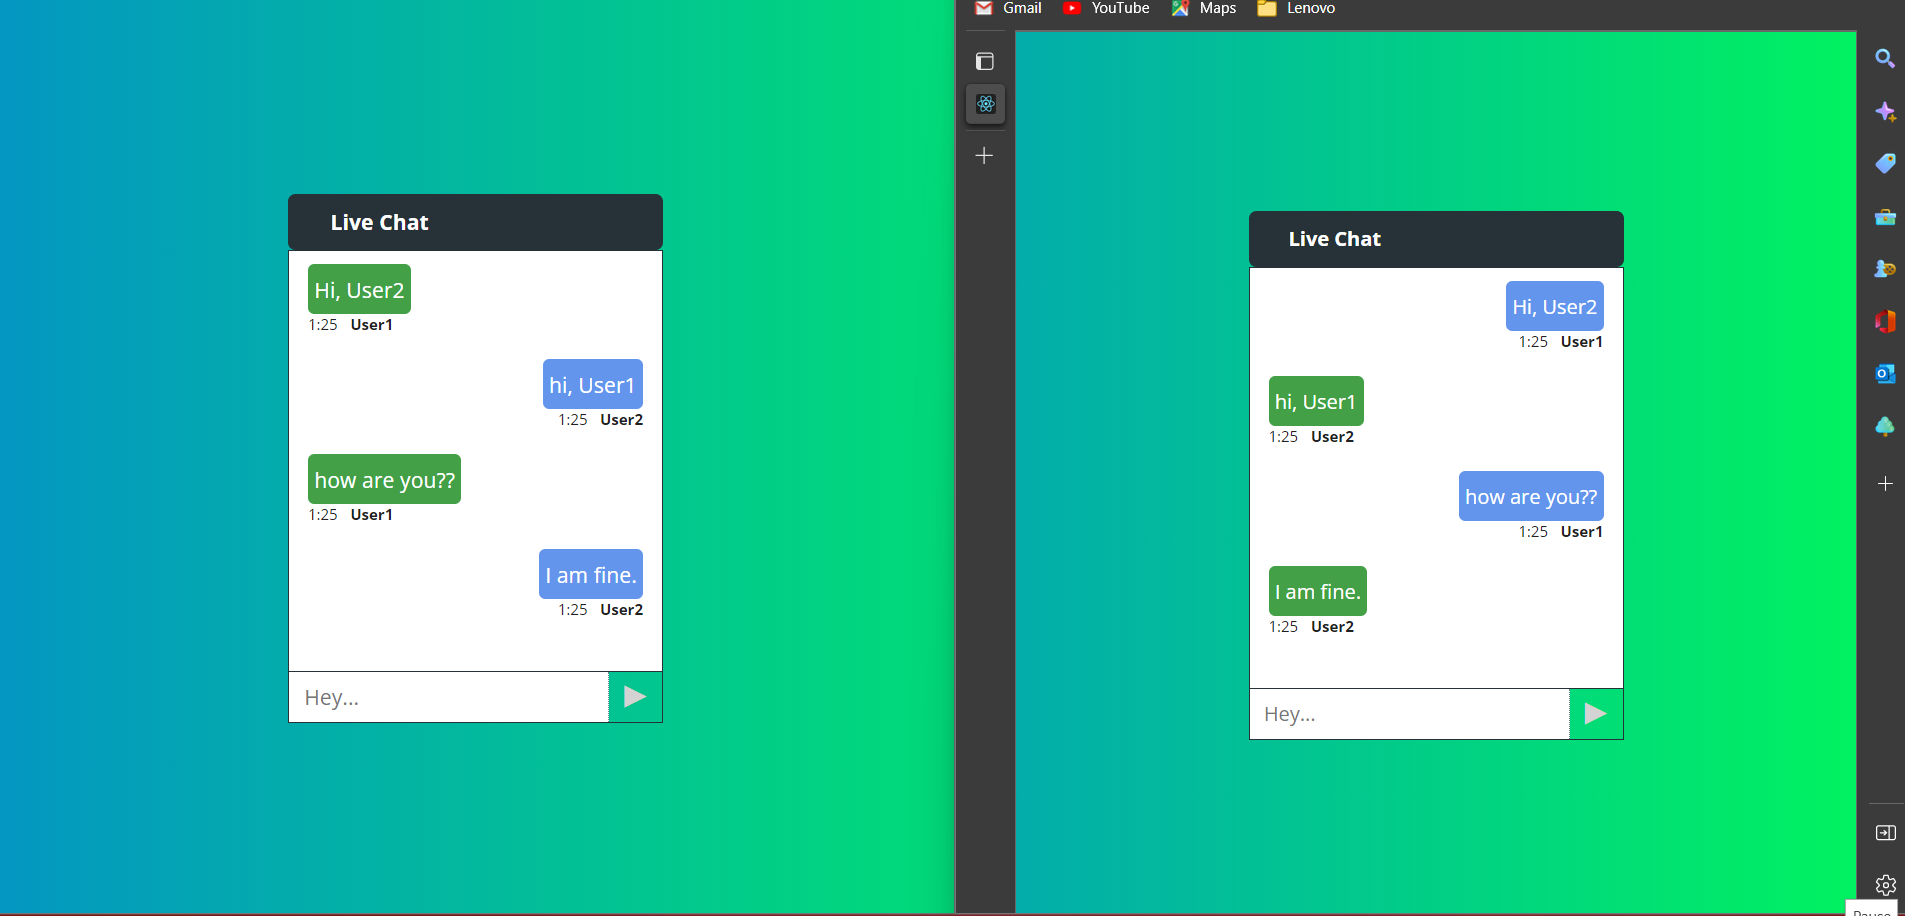 Gmail YouTube Maps Lenovo
Live Chat
Hi, User2
1:25 User1
hi, User1
1:25 User2
how are you??
1:25 User1
I am fine.
1:25 User2
Hey...
Live Chat
Hi, User2
1:25 User1
hi, User1
1:25 User2
how are you??
1:25 User1
I am fine.
1:25 User2
Hey...